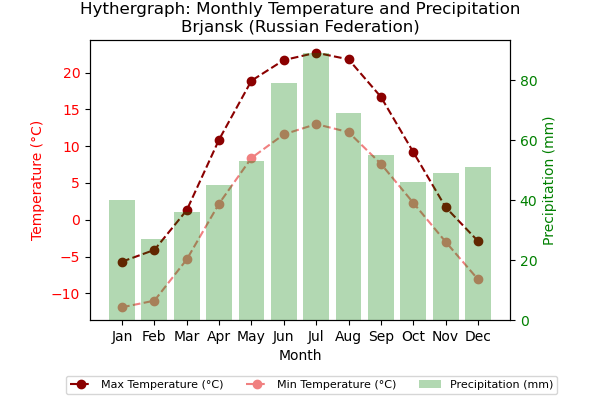 Hythergraph: Monthly Temperature and Precipitation
Brjansk (Russian Federation)
Temperature (°C)
20
15
10
5
0
−5
−10
80
60
40
20
0
Precipitation (mm)
Jan Feb Mar Apr May Jun Jul Aug Sep Oct Nov Dec
Month
Max Temperature (°C) Min Temperature (°C) Precipitation (mm)